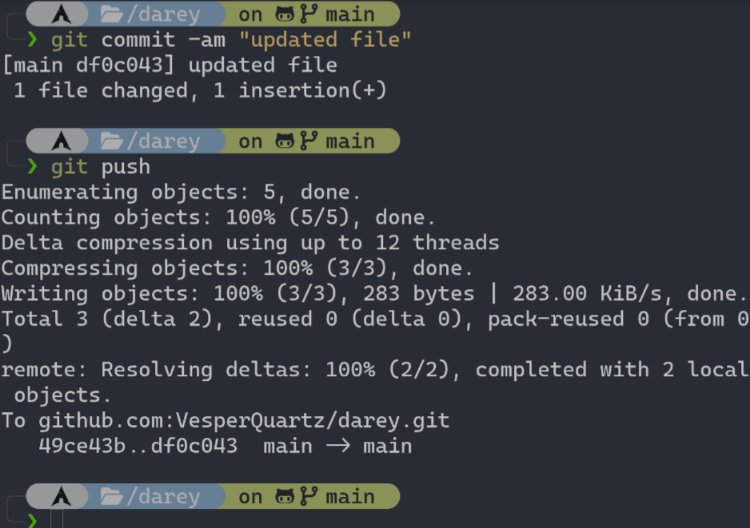 /darey on main
❯ git commit -am "updated file"
[main df0c043] updated file
1 file changed, 1 insertion(+)
/darey on main
❯ git push
Enumerating objects: 5, done.
Counting objects: 100% (5/5), done.
Delta compression using up to 12 threads
Compressing objects: 100% (3/3), done.
Writing objects: 100% (3/3), 283 bytes | 283.00 KiB/s, done.
Total 3 (delta 2), reused 0 (delta 0), pack-reused 0 (from 0
)
remote: Resolving deltas: 100% (2/2), completed with 2 local
objects.
To github.com:VesperQuartz/darey.git
49ce43b..df0c043 main -> main
/darey on main
❯